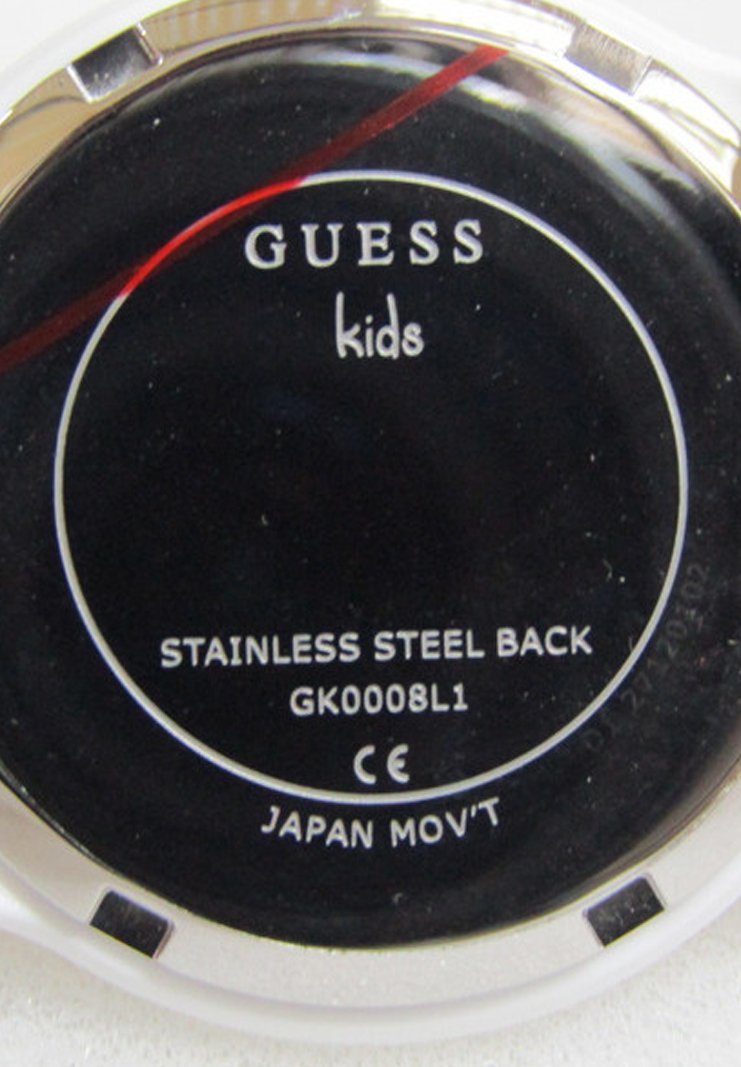 GUESS
kids
STAINLESS STEEL BACK
GK0008L1
CE
JAPAN MOV'T